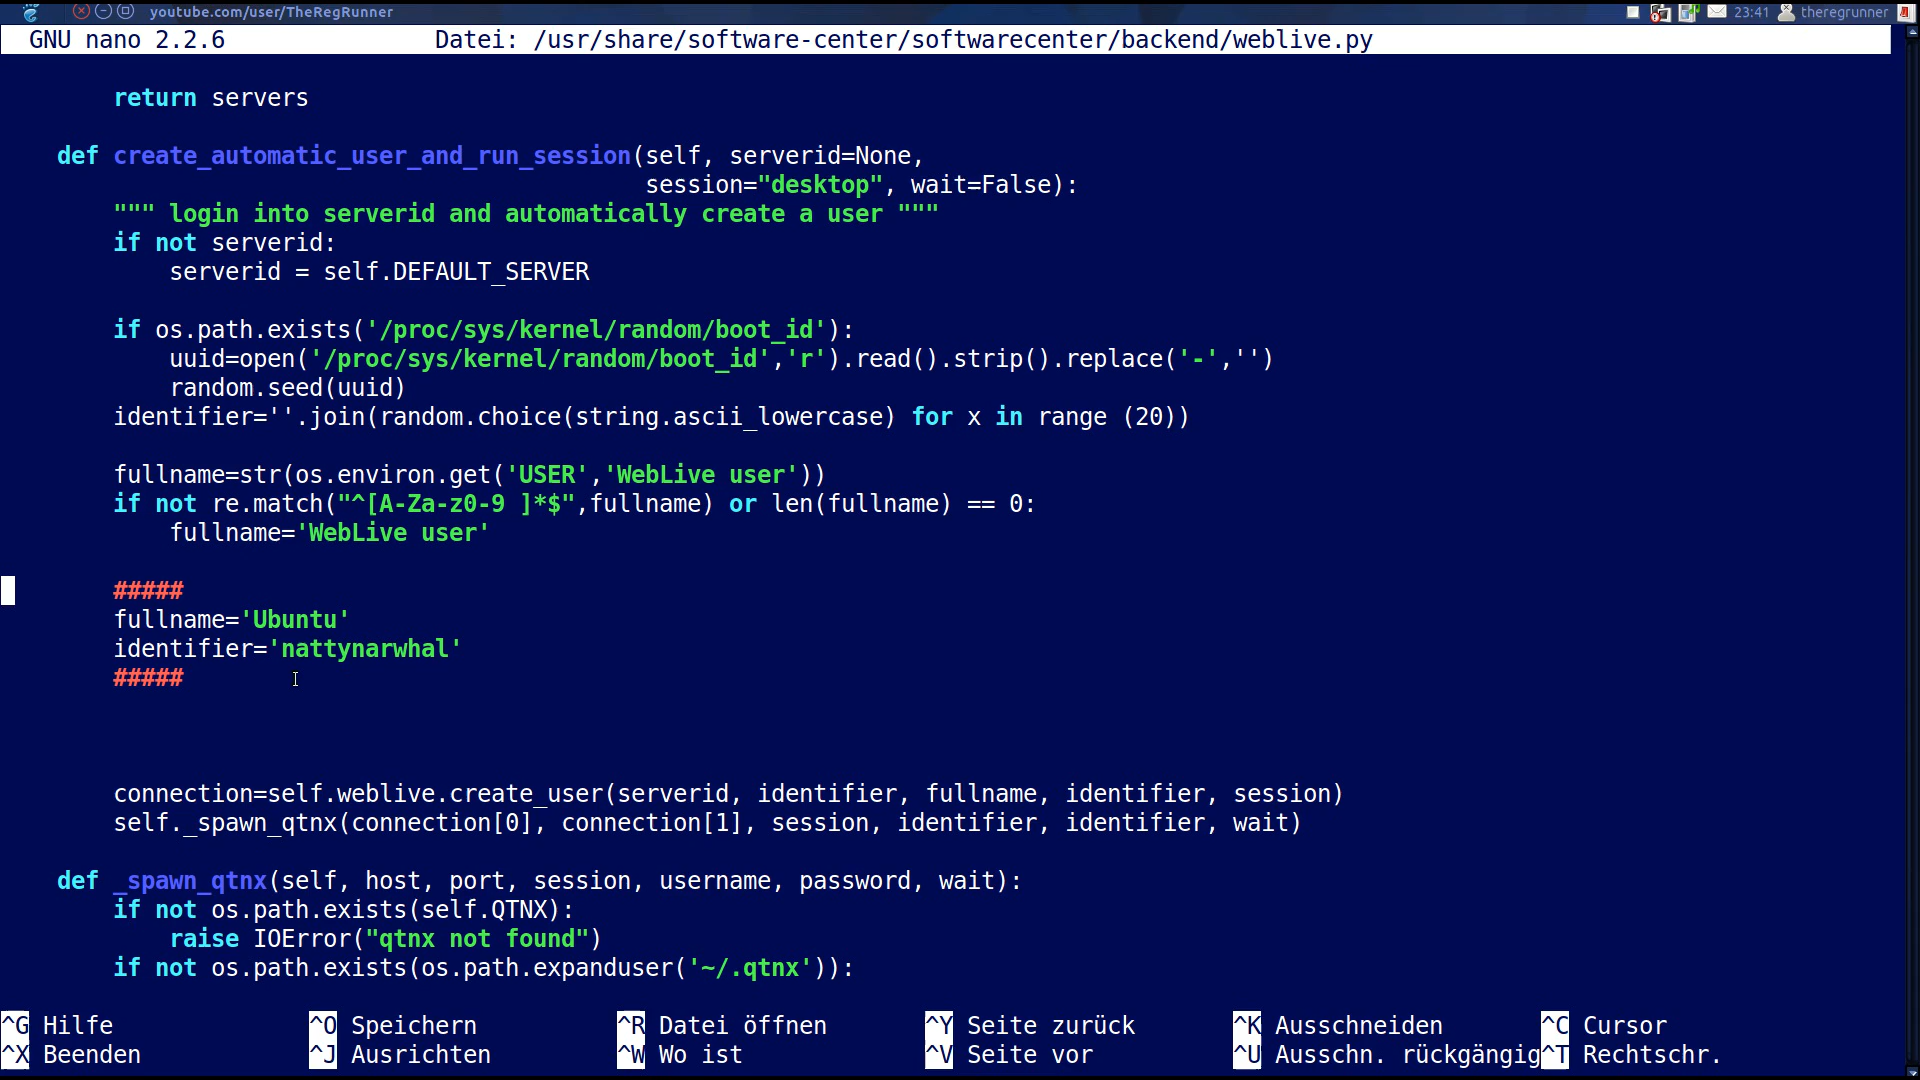 youtube.com/user/TheRegRunner 23:41 theregrunner
GNU nano 2.2.6 Datei: /usr/share/software-center/softwarecenter/backend/weblive.py
return servers
def create_automatic_user_and_run_session(self, serverid=None,
session="desktop", wait=False):
""" login into serverid and automatically create a user """
if not serverid:
serverid = self.DEFAULT_SERVER
if os.path.exists('/proc/sys/kernel/random/boot_id'):
uuid=open('/proc/sys/kernel/random/boot_id','r').read().strip().replace('-','')
random.seed(uuid)
identifier=''.join(random.choice(string.ascii_lowercase) for x in range (20))
fullname=str(os.environ.get('USER','WebLive user'))
if not re.match("^[A-Za-z0-9 ]*$",fullname) or len(fullname) == 0:
fullname='WebLive user'
#####
fullname='Ubuntu'
identifier='nattynarwhal'
#####
connection=self.weblive.create_user(serverid, identifier, fullname, identifier, session)
self._spawn_qtnx(connection[0], connection[1], session, identifier, identifier, wait)
def _spawn_qtnx(self, host, port, session, username, password, wait):
if not os.path.exists(self.QTNX):
raise IOError("qtnx not found")
if not os.path.exists(os.path.expanduser('~/.qtnx')):
^G Hilfe ^O Speichern ^R Datei öffnen ^Y Seite zurück ^K Ausschneiden ^C Cursor
^X Beenden ^J Ausrichten ^W Wo ist ^V Seite vor ^U Ausschn. rückgängig ^T Rechtschr.